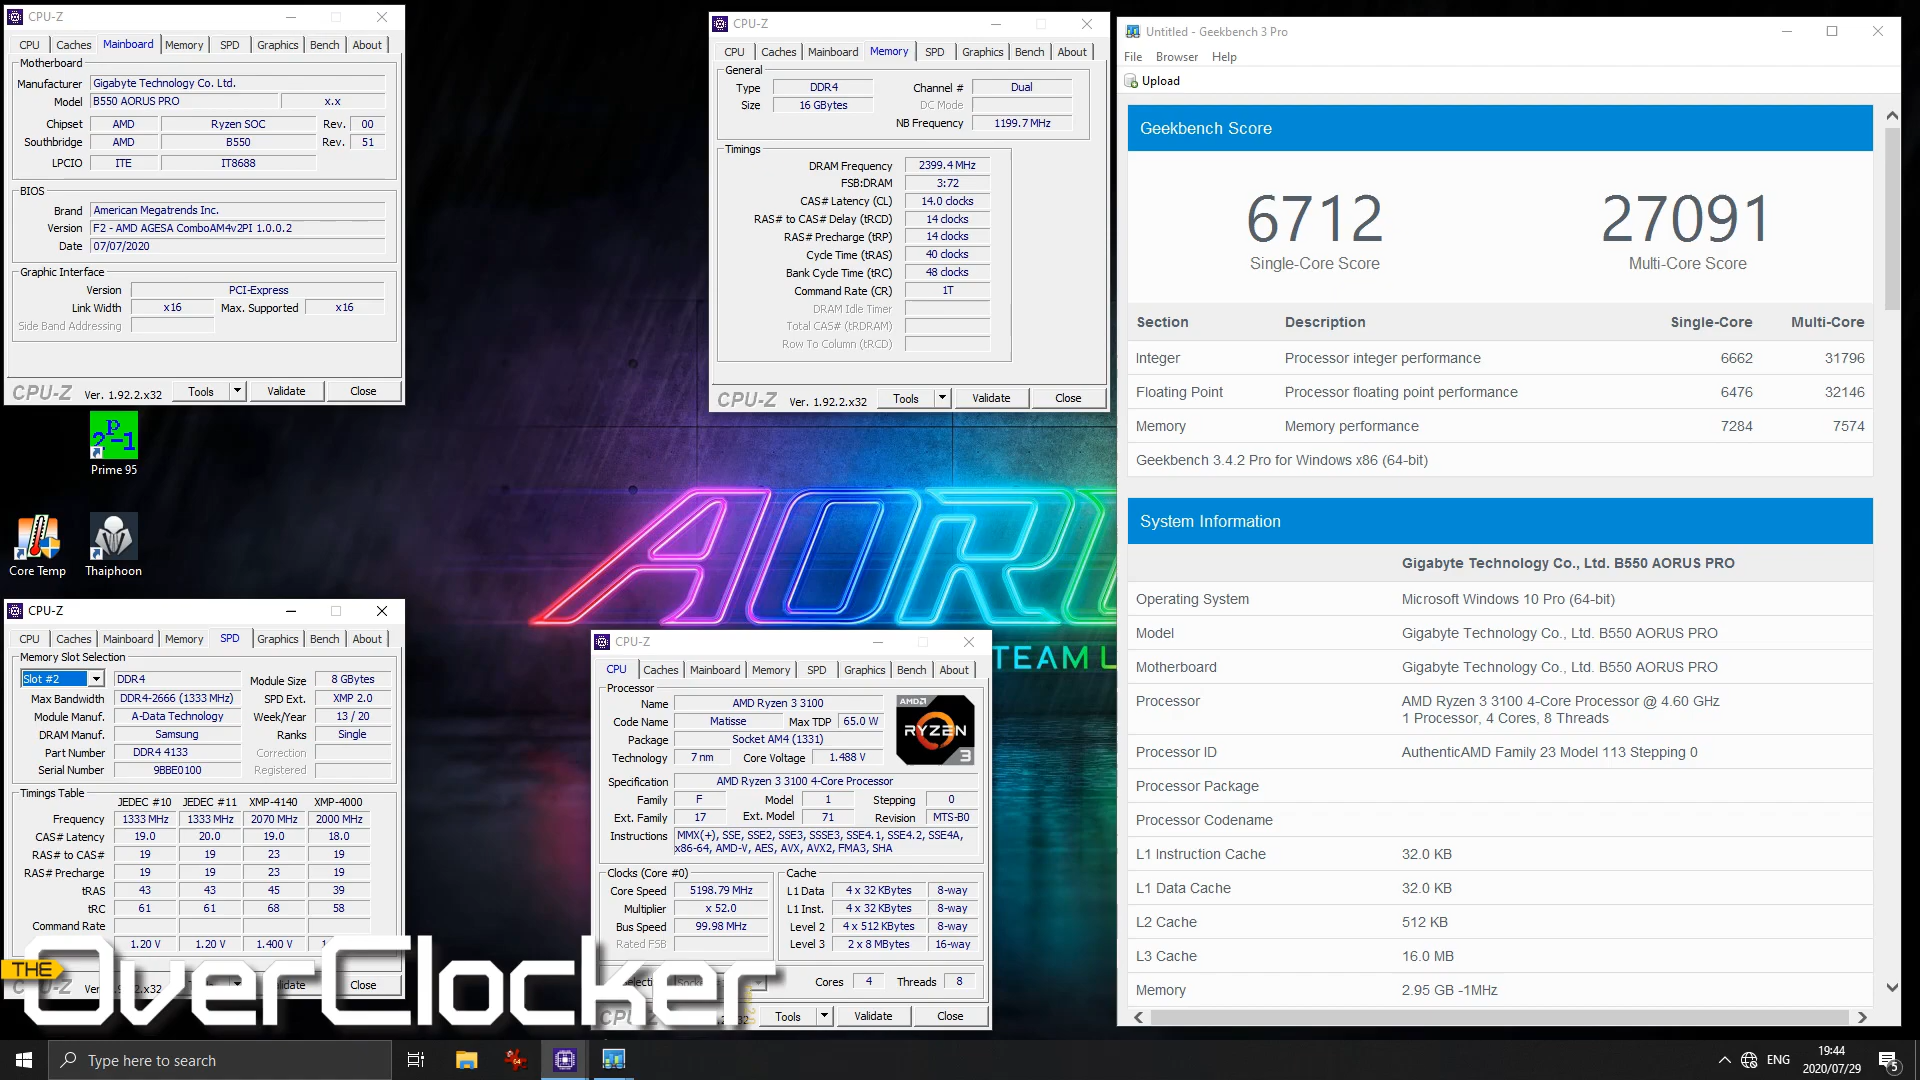 CPU-Z
CPU Caches Mainboard Memory SPD Graphics Bench About
Motherboard
Manufacturer Gigabyte Technology Co. Ltd.
Model B550 AORUS PRO x.x
Chipset AMD Ryzen SOC Rev. 00
Southbridge AMD B550 Rev. 51
LPCIO ITE IT8688
BIOS
Brand American Megatrends Inc.
Version F2 - AMD AGESA ComboAM4v2PI 1.0.0.2
Date 07/07/2020
Graphic Interface
Version PCI-Express
Link Width x16 Max. Supported x16
Side Band Addressing
CPU-Z Ver. 1.92.2.x32 Tools Validate Close
CPU-Z
CPU Caches Mainboard Memory SPD Graphics Bench About
General
Type DDR4 Channel # Dual
Size 16 GBytes DC Mode
NB Frequency 1199.7 MHz
Timings
DRAM Frequency 2399.4 MHz
FSB:DRAM 3:72
CAS# Latency (CL) 14.0 clocks
RAS# to CAS# Delay (tRCD) 14 clocks
RAS# Precharge (tRP) 14 clocks
Cycle Time (tRAS) 40 clocks
Bank Cycle Time (tRC) 48 clocks
Command Rate (CR) 1T
DRAM Idle Timer
Total CAS# (tRDRAM)
Row To Column (tRCD)
CPU-Z Ver. 1.92.2.x32 Tools Validate Close
Untitled - Geekbench 3 Pro
File Browser Help
Upload
Geekbench Score
6712 27091
Single-Core Score Multi-Core Score
Section Description Single-Core Multi-Core
Integer Processor integer performance 6662 31796
Floating Point Processor floating point performance 6476 32146
Memory Memory performance 7284 7574
Geekbench 3.4.2 Pro for Windows x86 (64-bit)
System Information
Gigabyte Technology Co., Ltd. B550 AORUS PRO
Operating System Microsoft Windows 10 Pro (64-bit)
Model Gigabyte Technology Co., Ltd. B550 AORUS PRO
Motherboard Gigabyte Technology Co., Ltd. B550 AORUS PRO
Processor AMD Ryzen 3 3100 4-Core Processor @ 4.60 GHz
1 Processor, 4 Cores, 8 Threads
Processor ID AuthenticAMD Family 23 Model 113 Stepping 0
Processor Package
Processor Codename
L1 Instruction Cache 32.0 KB
L1 Data Cache 32.0 KB
L2 Cache 512 KB
L3 Cache 16.0 MB
Memory 2.95 GB -1MHz
2P-1
Prime 95
Core Temp Thaiphoon
AORU
TEAM L
CPU-Z
CPU Caches Mainboard Memory SPD Graphics Bench About
Memory Slot Selection
Slot #2 DDR4 Module Size 8 GBytes
Max Bandwidth DDR4-2666 (1333 MHz) SPD Ext. XMP 2.0
Module Manuf. A-Data Technology Week/Year 13 / 20
DRAM Manuf. Samsung Ranks Single
Part Number DDR4 4133 Correction
Serial Number 9BBE0100 Registered
Timings Table
JEDEC #10 JEDEC #11 XMP-4140 XMP-4000
Frequency 1333 MHz 1333 MHz 2070 MHz 2000 MHz
CAS# Latency 19.0 20.0 19.0 18.0
RAS# to CAS# 19 19 23 19
RAS# Precharge 19 19 23 19
tRAS 43 43 45 39
tRC 61 61 68 58
Command Rate
1.20 V 1.20 V 1.400 V
Close
CPU-Z
CPU Caches Mainboard Memory SPD Graphics Bench About
Processor
Name AMD Ryzen 3 3100
Code Name Matisse Max TDP 65.0 W
Package Socket AM4 (1331)
Technology 7 nm Core Voltage 1.488 V
AMD RYZEN 3
Specification AMD Ryzen 3 3100 4-Core Processor
Family F Model 1 Stepping 0
Ext. Family 17 Ext. Model 71 Revision MTS-B0
Instructions MMX(+), SSE, SSE2, SSE3, SSSE3, SSE4.1, SSE4.2, SSE4A,
x86-64, AMD-V, AES, AVX, AVX2, FMA3, SHA
Clocks (Core #0) Cache
Core Speed 5198.79 MHz L1 Data 4 x 32 KBytes 8-way
Multiplier x 52.0 L1 Inst. 4 x 32 KBytes 8-way
Bus Speed 99.98 MHz Level 2 4 x 512 KBytes 8-way
Rated FSB Level 3 2 x 8 MBytes 16-way
Cores 4 Threads 8
Tools Validate Close
THE OverClocker
Type here to search
64
ENG 19:44
2020/07/29
5